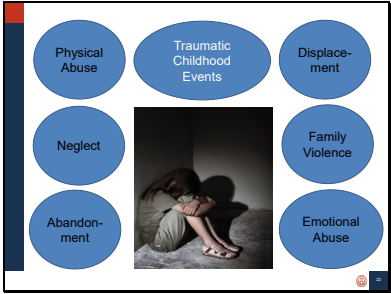 Physical
Abuse
Traumatic
Childhood
Events
Displace-
ment
Neglect
Family
Violence
Abandon-
ment
Emotional
Abuse